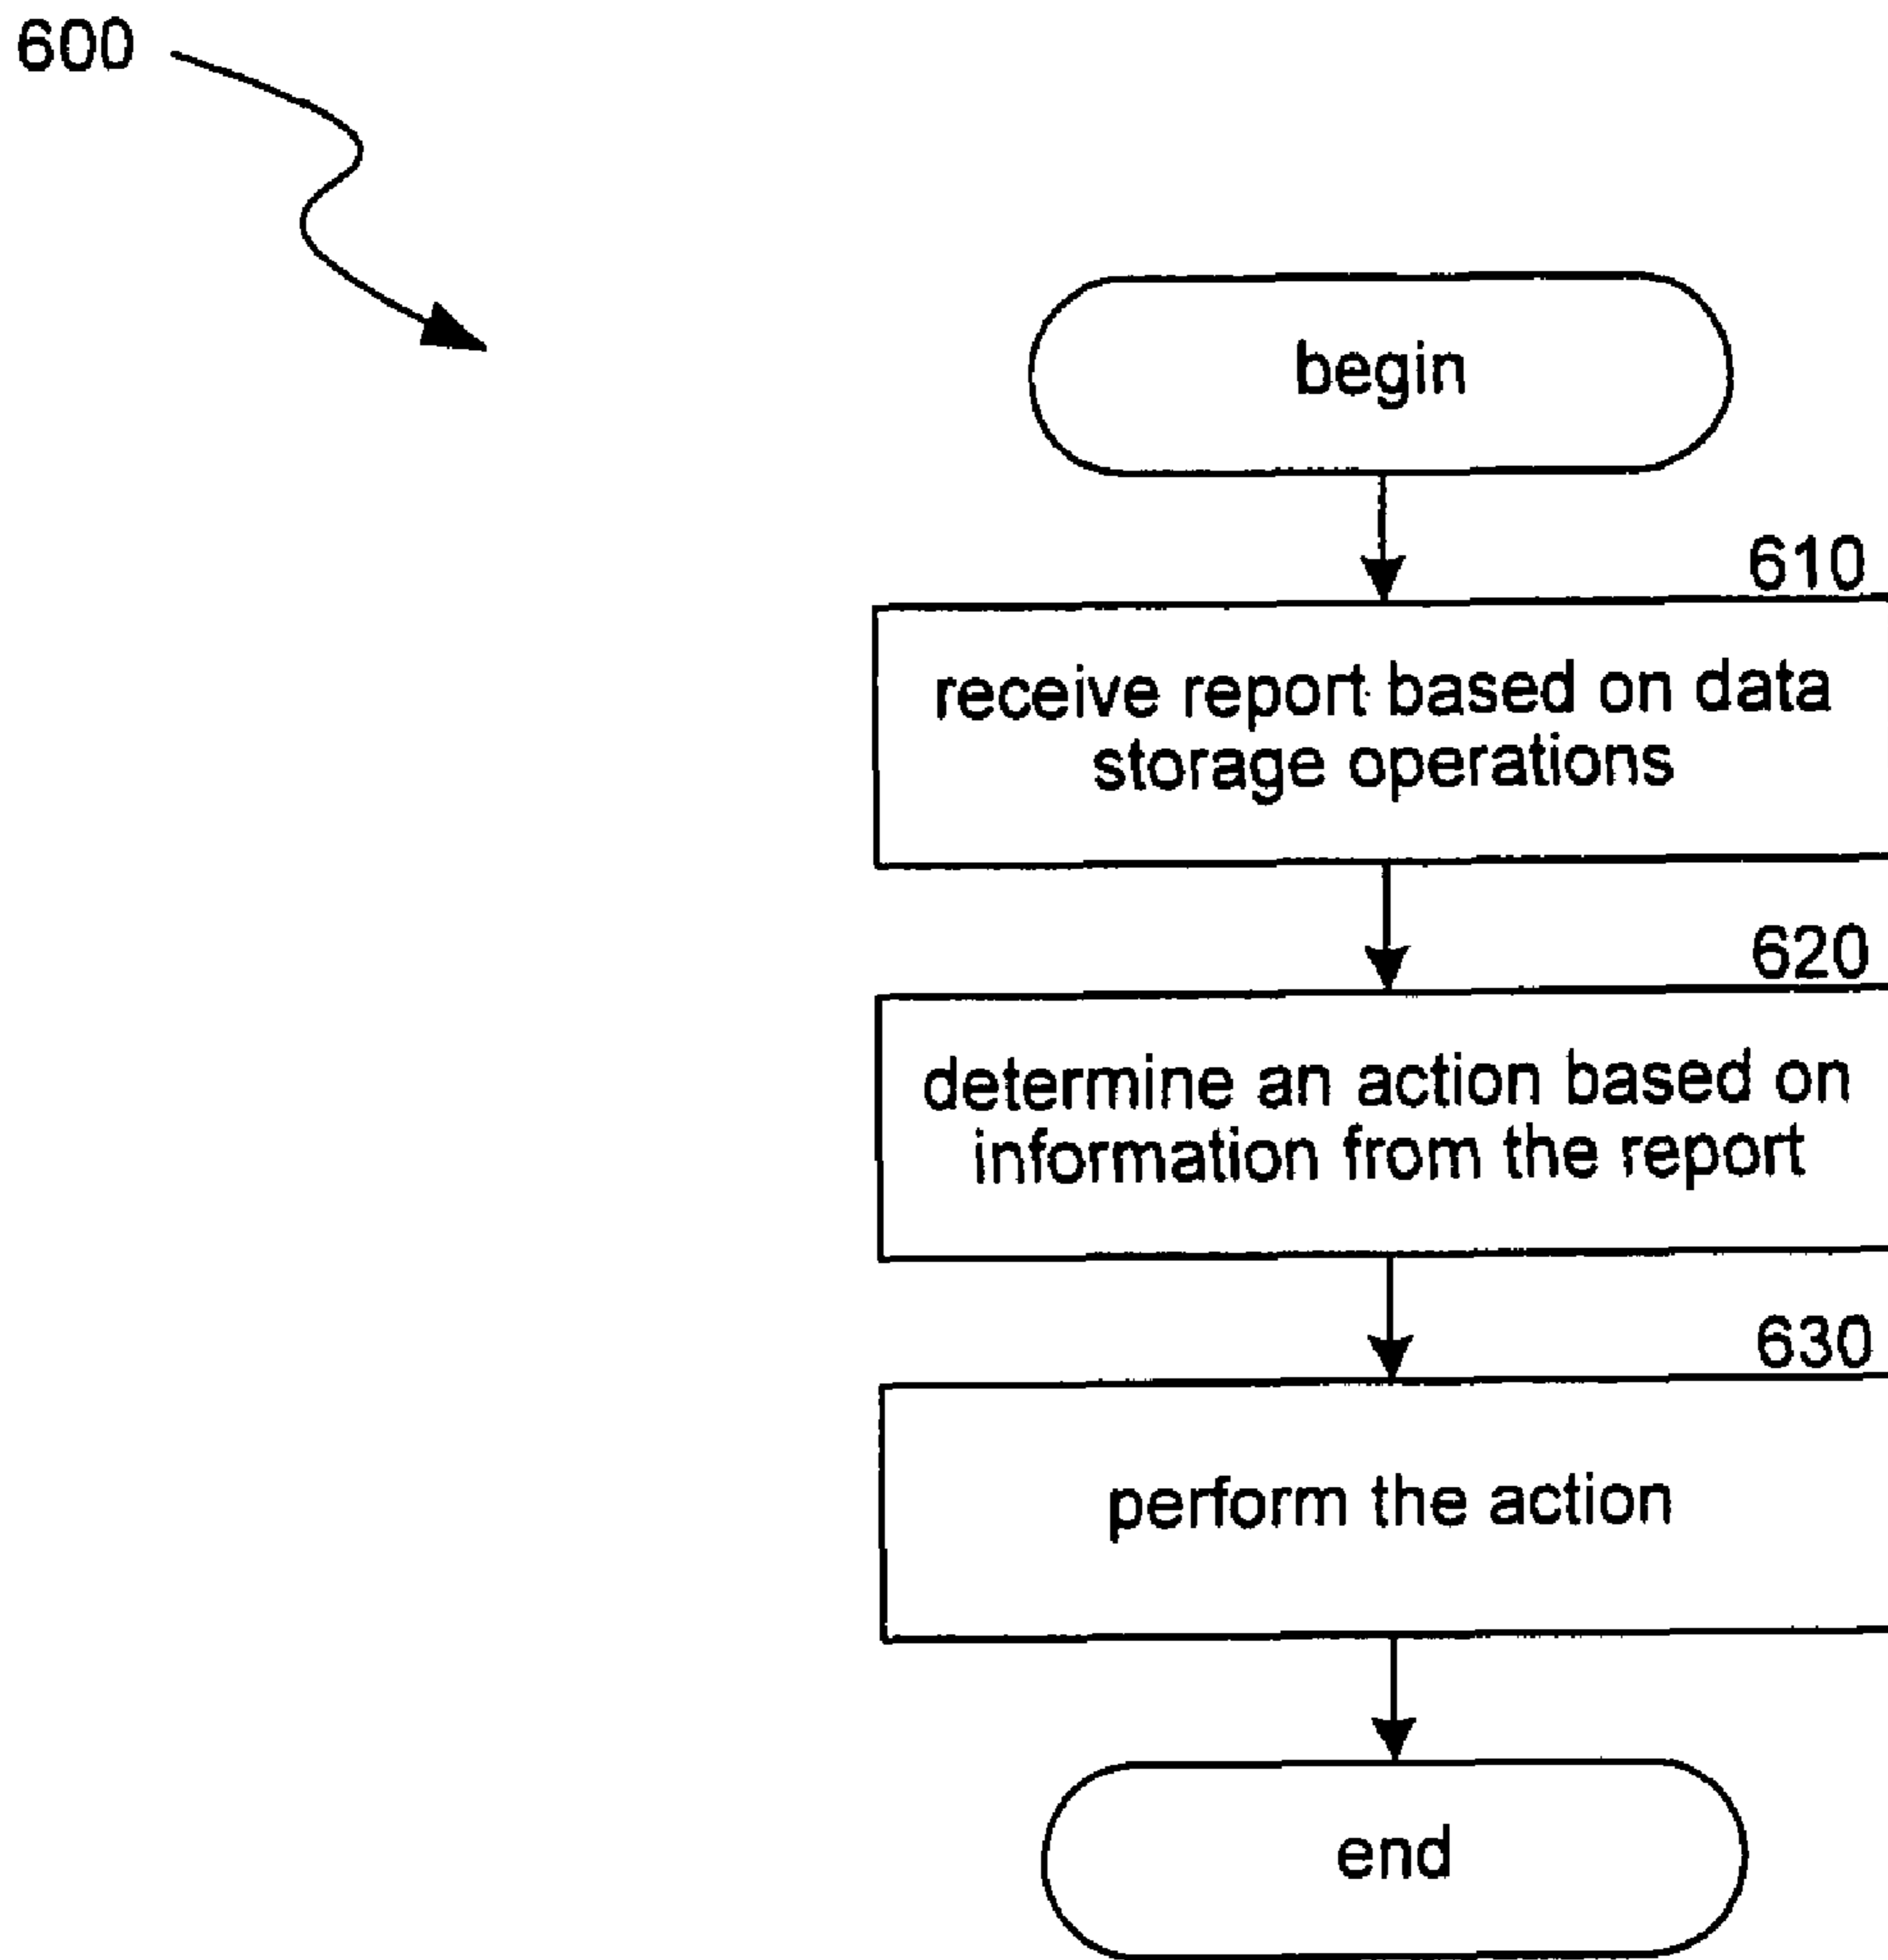 600
begin
610
receive report based on data
storage operations
620
determine an action based on
information from the report
630
perform the action
end